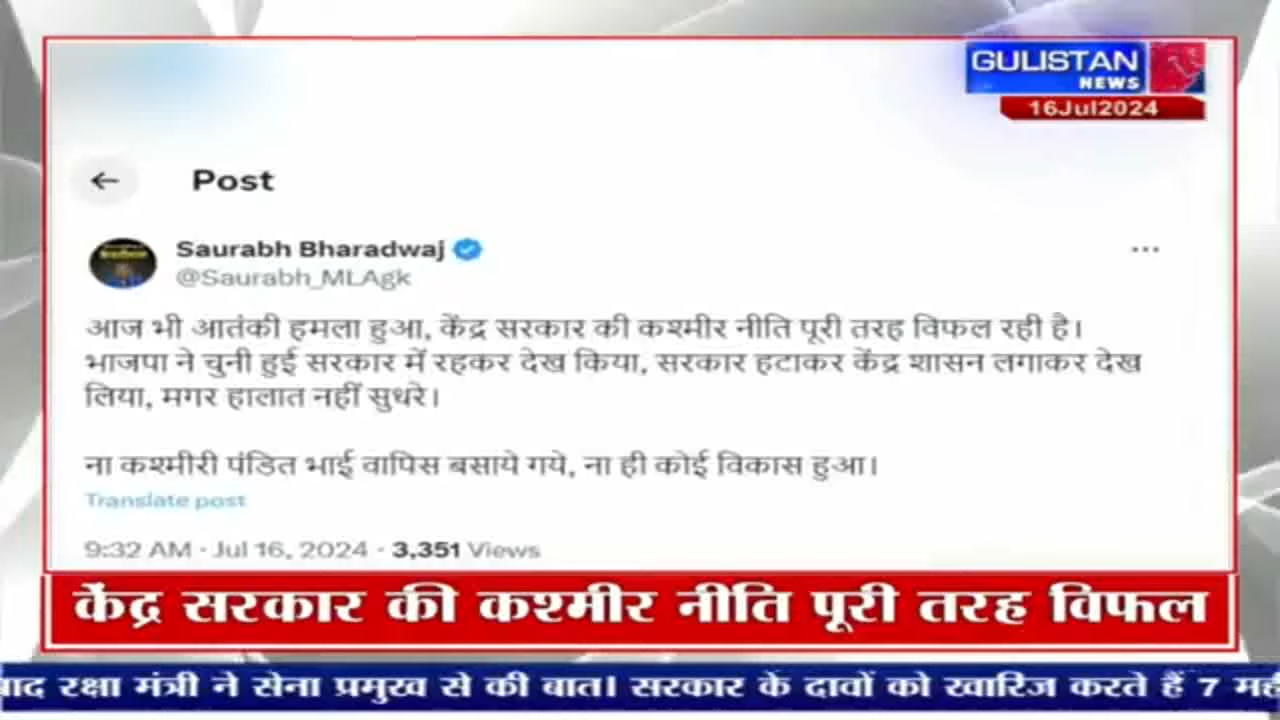 GULISTAN
NEWS
16Jul2024
Post
Saurabh Bharadwaj
@Saurabh_MLAgk
आज भी आतंकी हमला हुआ, केंद्र सरकार की कश्मीर नीति पूरी तरह विफल रही है।
भाजपा ने चुनी हुई सरकार में रहकर देख किया, सरकार हटाकर केंद्र शासन लगाकर देख
लिया, मगर हालात नहीं सुधरे।
ना कश्मीरी पंडित भाई वापिस बसाये गये, ना ही कोई विकास हुआ।
Translate post
9:32 AM · Jul 16, 2024 · 3,351 Views
केंद्र सरकार की कश्मीर नीति पूरी तरह विफल
रक्षा मंत्री ने सेना प्रमुख से की बात। सरकार के दावों को खारिज करते हैं 7